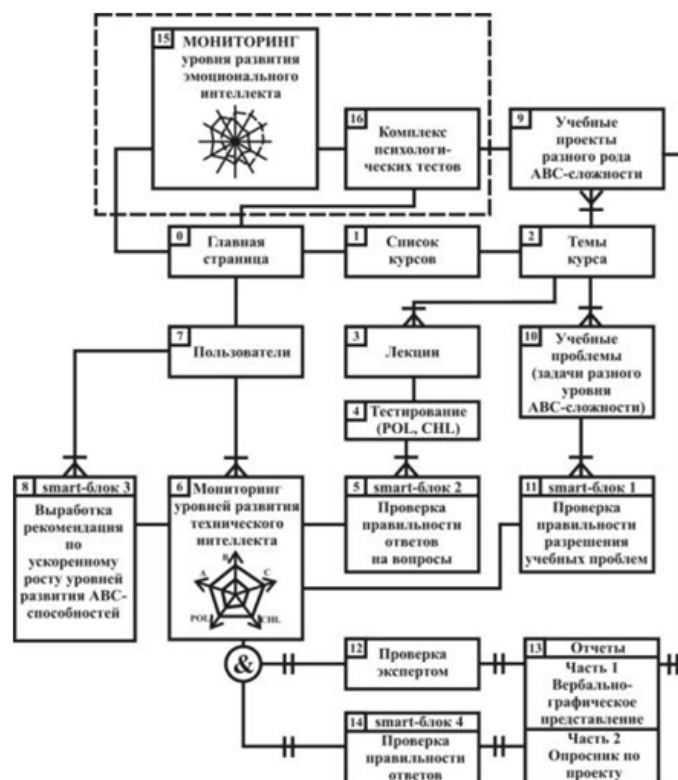 15 МОНИТОРИНГ
уровня развития
эмоционального
интеллекта
16
Комплекс
психологи-
ческих тестов
9 Учебные
проекты
разного рода
АВС-сложности
0 Главная
страница
1 Список
курсов
2 Темы
курса
7
Пользователи
3
Лекции
10 Учебные
проблемы
(задачи разного
уровня
АВС-сложности)
4 Тестирование
(POL, CHL)
8 smart-блок 3
Выработка
рекомендация
по
ускоренному
росту уровней
развития АВС-
способностей
6 Мониторинг
уровней развития
технического
интеллекта
B
A
C
POL
CHL
5 smart-блок 2
Проверка
правильности
ответов
на вопросы
11 smart-блок 1
Проверка
правильности
разрешения
учебных проблем
&
12 Проверка
экспертом
13 Отчеты
Часть 1
Вербально-
графическое
представление
Часть 2
Опросник по
проекту
14 smart-блок 4
Проверка
правильности
ответов